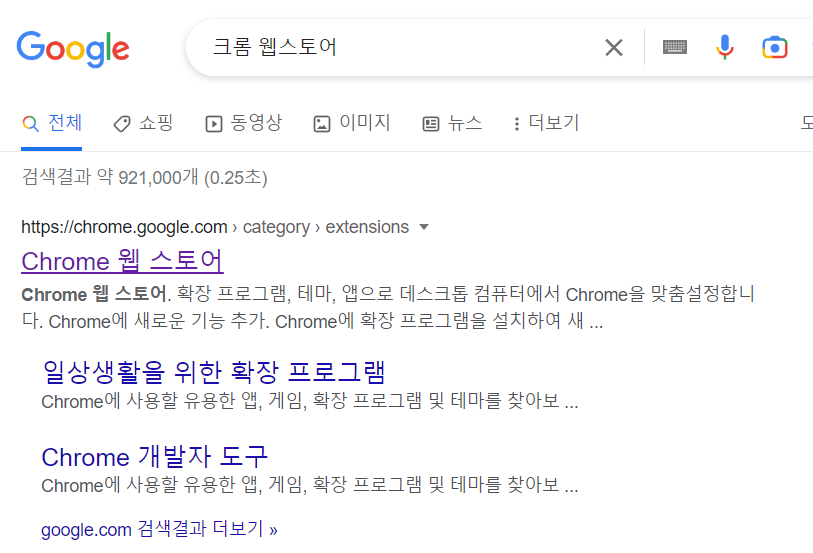 Google
크롬 웹스토어
전체 쇼핑 동영상 이미지 뉴스 더보기
검색결과 약 921,000개 (0.25초)
https://chrome.google.com › category › extensions
Chrome 웹 스토어
Chrome 웹 스토어. 확장 프로그램, 테마, 앱으로 데스크톱 컴퓨터에서 Chrome을 맞춤설정합니
다. Chrome에 새로운 기능 추가. Chrome에 확장 프로그램을 설치하여 새 ...
일상생활을 위한 확장 프로그램
Chrome에 사용할 유용한 앱, 게임, 확장 프로그램 및 테마를 찾아보 ...
Chrome 개발자 도구
Chrome에 사용할 유용한 앱, 게임, 확장 프로그램 및 테마를 찾아보 ...
google.com 검색결과 더보기 »